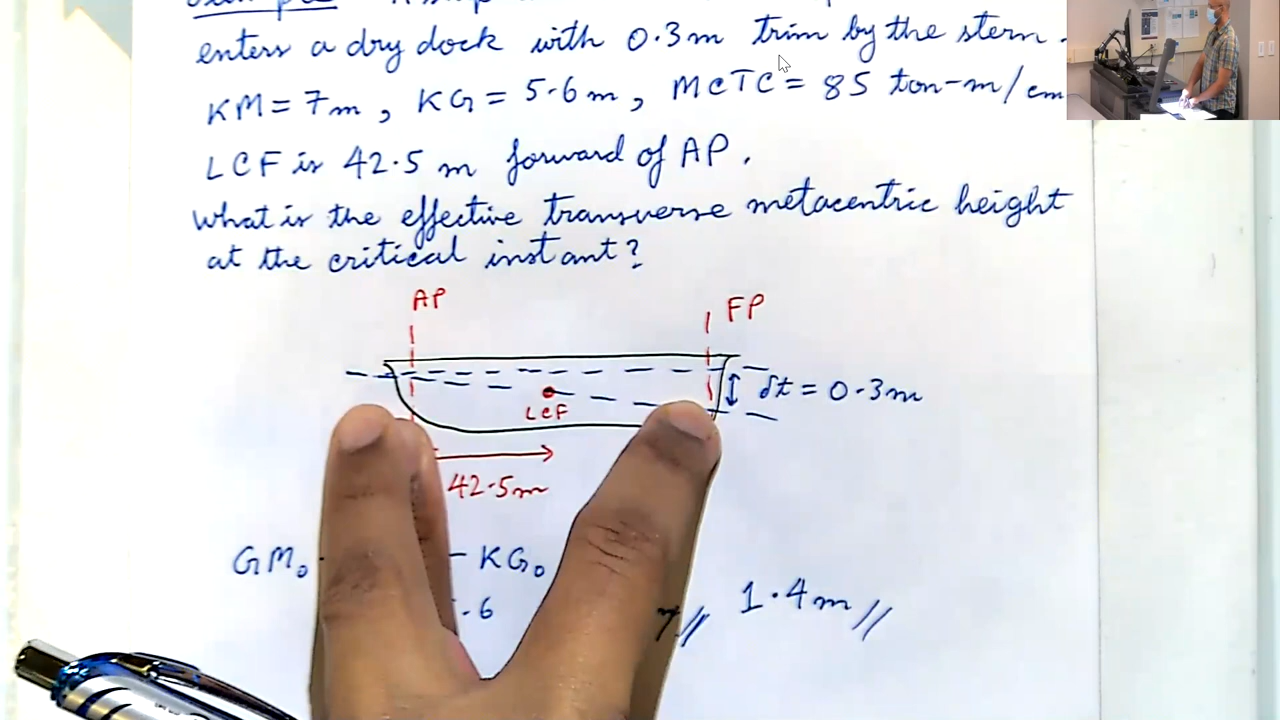 enters a dry dock with 0.3m trim by the stern.
KM = 7m, KG = 5.6m, MCTC = 85 ton-m/cm
LCF is 42.5 m forward of AP.
What is the effective transverse metacentric height
at the critical instant?
AP
FP
δt = 0.3m
LCF
42.5m
GM₀ - KG₀
.6 1.4m //